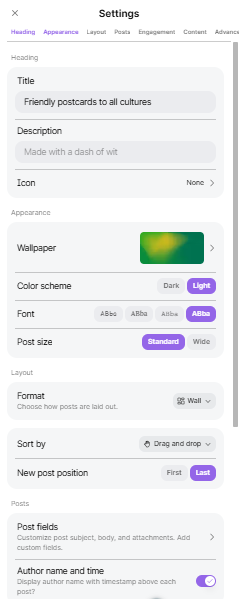 Settings
Heading Appearance Layout Posts Engagement Content Advance
Heading
Title
Friendly postcards to all cultures
Description
Made with a dash of wit
Icon None
Appearance
Wallpaper
Color scheme Dark Light
Font ABba ABba ABba ABba
Post size Standard Wide
Layout
Format Wall
Choose how posts are laid out.
Sort by Drag and drop
New post position First Last
Posts
Post fields
Customize post subject, body, and attachments. Add
custom fields.
Author name and time
Display author name with timestamp above each
post?